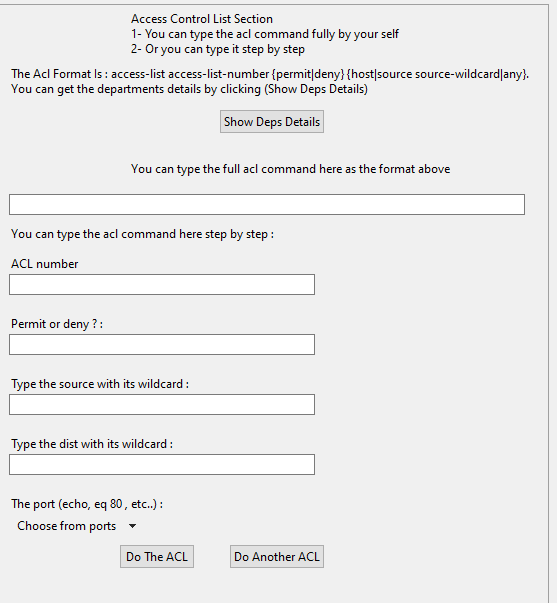 Access Control List Section
1- You can type the acl command fully by your self
2- Or you can type it step by step
The Acl Format Is : access-list access-list-number {permit|deny} {host|source source-wildcard|any}.
You can get the departments details by clicking (Show Deps Details)
Show Deps Details
You can type the full acl command here as the format above
You can type the acl command here step by step :
ACL number
Permit or deny ? :
Type the source with its wildcard :
Type the dist with its wildcard :
The port (echo, eq 80 , etc..) :
Choose from ports
Do The ACL
Do Another ACL